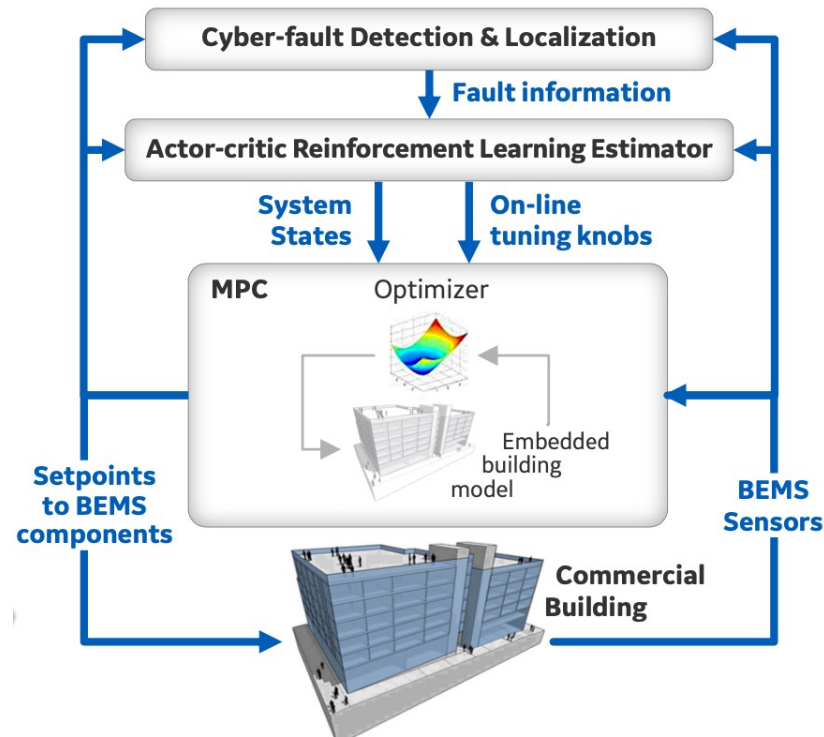 Cyber-fault Detection & Localization
Fault information
Actor-critic Reinforcement Learning Estimator
System
States
On-line
tuning knobs
MPC
Optimizer
Embedded
building
model
Setpoints
to BEMS
components
BEMS
Sensors
Commercial
Building